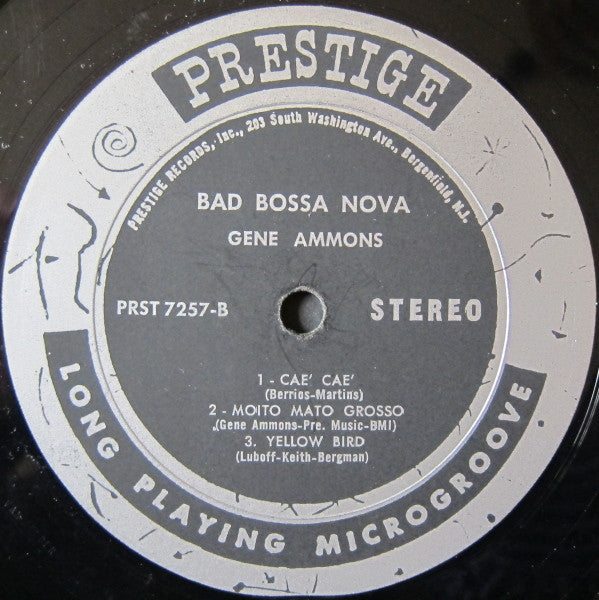 PRESTIGE
PRESTIGE RECORDS, Inc., 203 South Washington Ave., Bergenfield, N.J.
BAD BOSSA NOVA
GENE AMMONS
PRST 7257-B
STEREO
1 - CAE' CAE'
(Berrios-Martins)
2 - MOITO MATO GROSSO
(Gene Ammons-Pre. Music-BMI)
3. YELLOW BIRD
(Luboff-Keith-Bergman)
LONG PLAYING MICROGROOVE